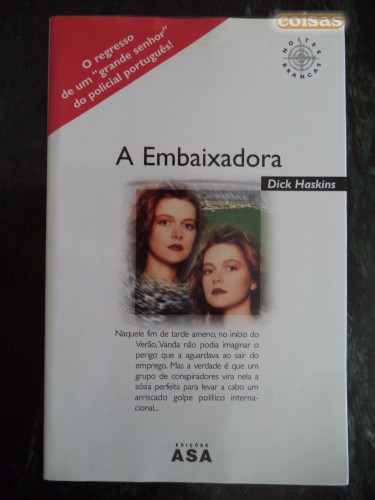 coisas
O regresso
de um "grande senhor"
do policial português!
NOITES
BRANCAS
A Embaixadora
Dick Haskins
Naquele fim de tarde ameno, no início do
Verão, Vanda não podia imaginar o
perigo que a aguardava ao sair do
emprego. Mas a verdade é que um
grupo de conspiradores vira nela a
sósia perfeita para levar a cabo um
arriscado golpe político interna-
cional...
EDIÇÕES
ASA